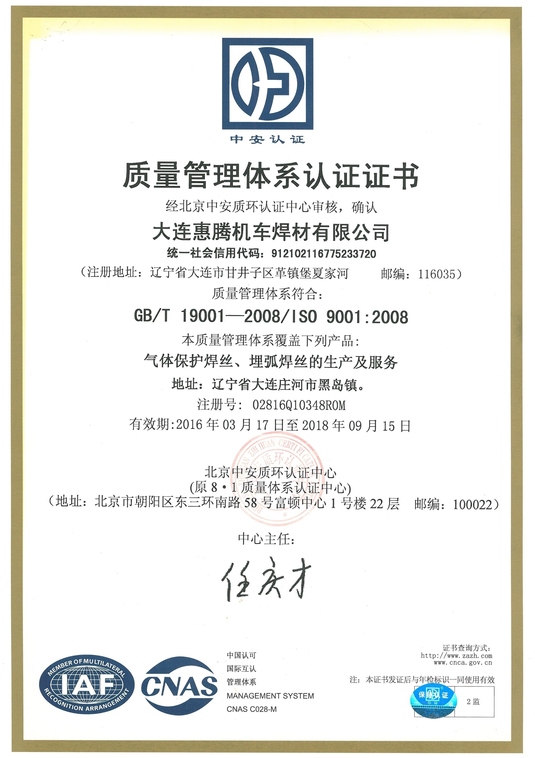 中安认证
质量管理体系认证证书
经北京中安质环认证中心审核，确认
大连惠腾机车焊材有限公司
统一社会信用代码：912102116775233720
（注册地址：辽宁省大连市甘井子区革镇堡夏家河　邮编：116035）
质量管理体系符合：
GB/T 19001—2008/ISO 9001:2008
本质量管理体系覆盖下列产品：
气体保护焊丝、埋弧焊丝的生产及服务
地址：辽宁省大连庄河市黑岛镇。
注册号：02816Q10348R0M
有效期:2016 年 03 月 17 日至 2018 年 09 月 15 日
北京中安质环认证中心
(原 8·1 质量体系认证中心)
（地址：北京市朝阳区东三环南路 58 号富顿中心 1 号楼 22 层　邮编：100022）
中心主任：
任庆才
MEMBER OF MULTILATERAL
IAF
RECOGNITION ARRANGEMENT
CNAS
中国认可
国际互认
管理体系
MANAGEMENT SYSTEM
CNAS C028-M
证书查询方式：
http://www.zazh.com
www.cnca.gov.cn
注：本证书发证后与年检标识一同使用有效
2 监